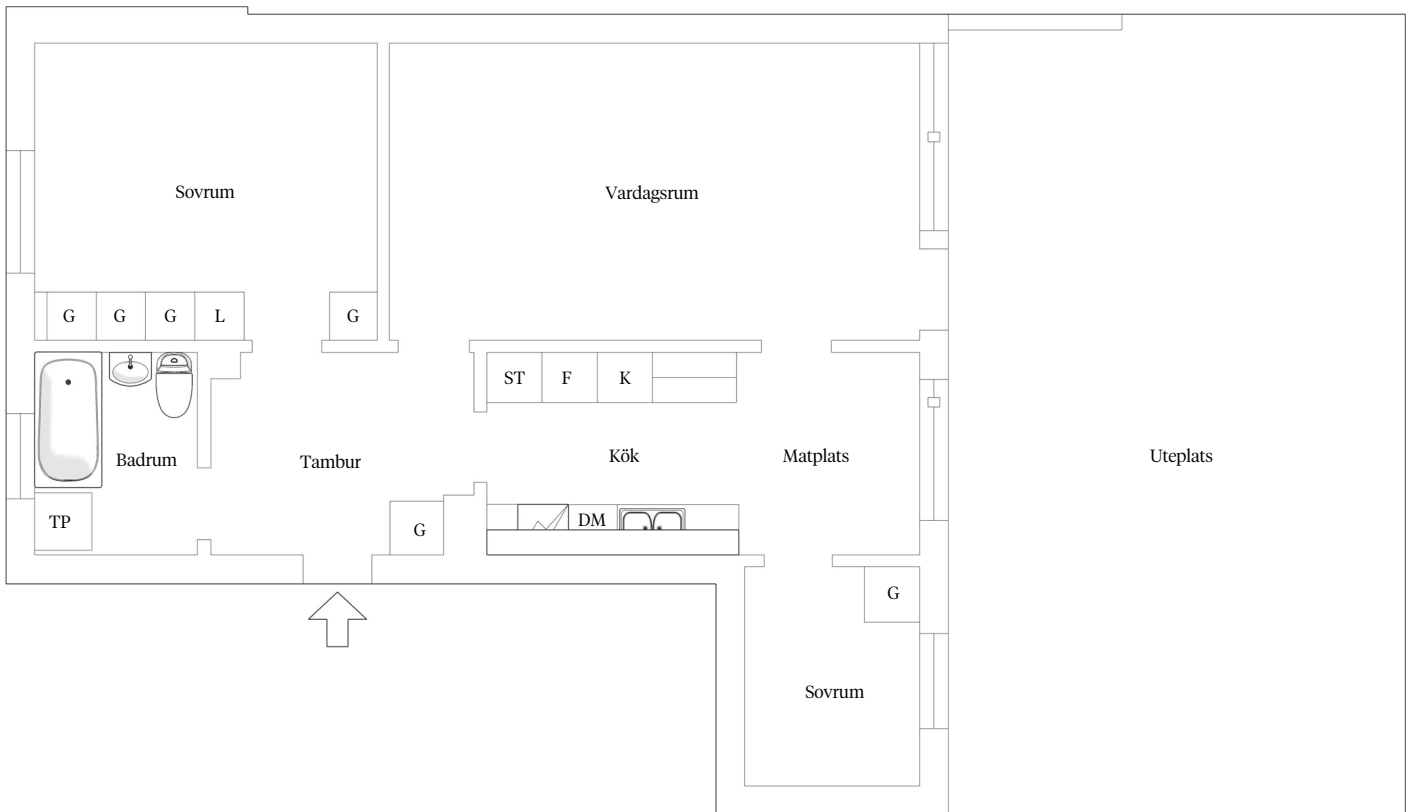 Sovrum
Vardagsrum
G
G
G
L
G
ST
F
K
Badrum
Tambur
Kök
Matplats
Uteplats
TP
G
DM
G
Sovrum